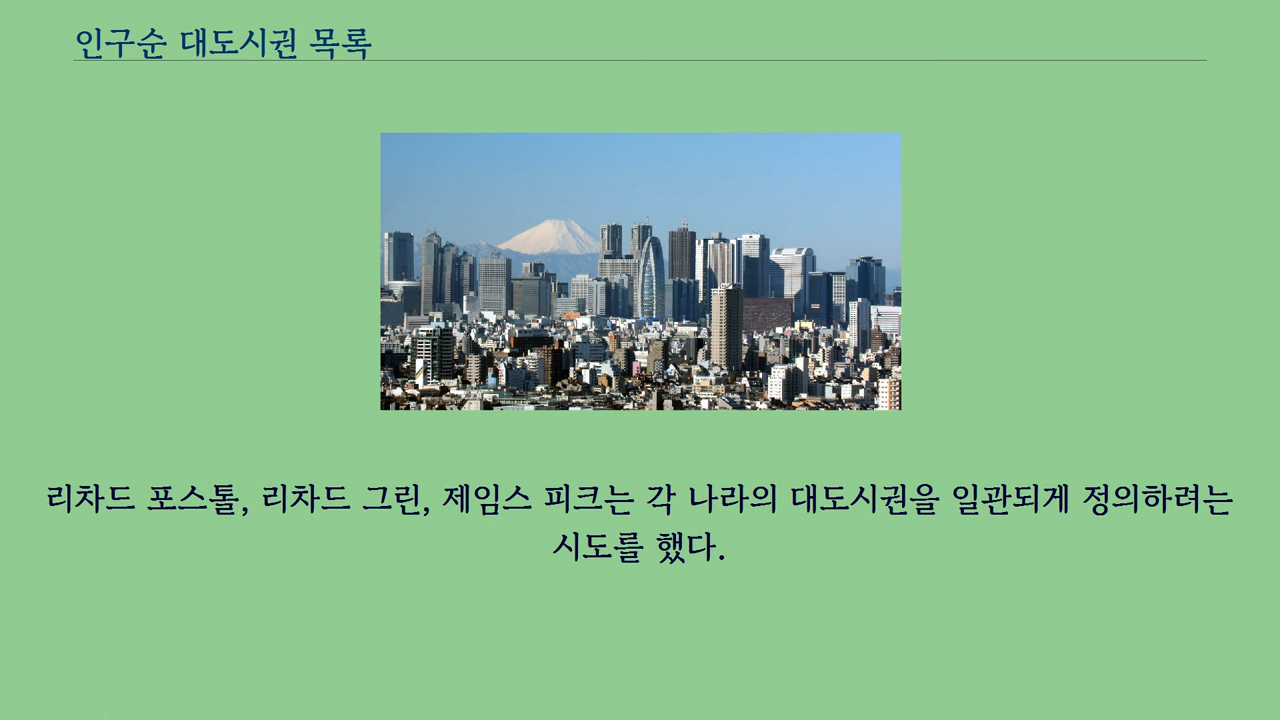 인구순 대도시권 목록
리차드 포스톨, 리차드 그린, 제임스 피크는 각 나라의 대도시권을 일관되게 정의하려는
시도를 했다.